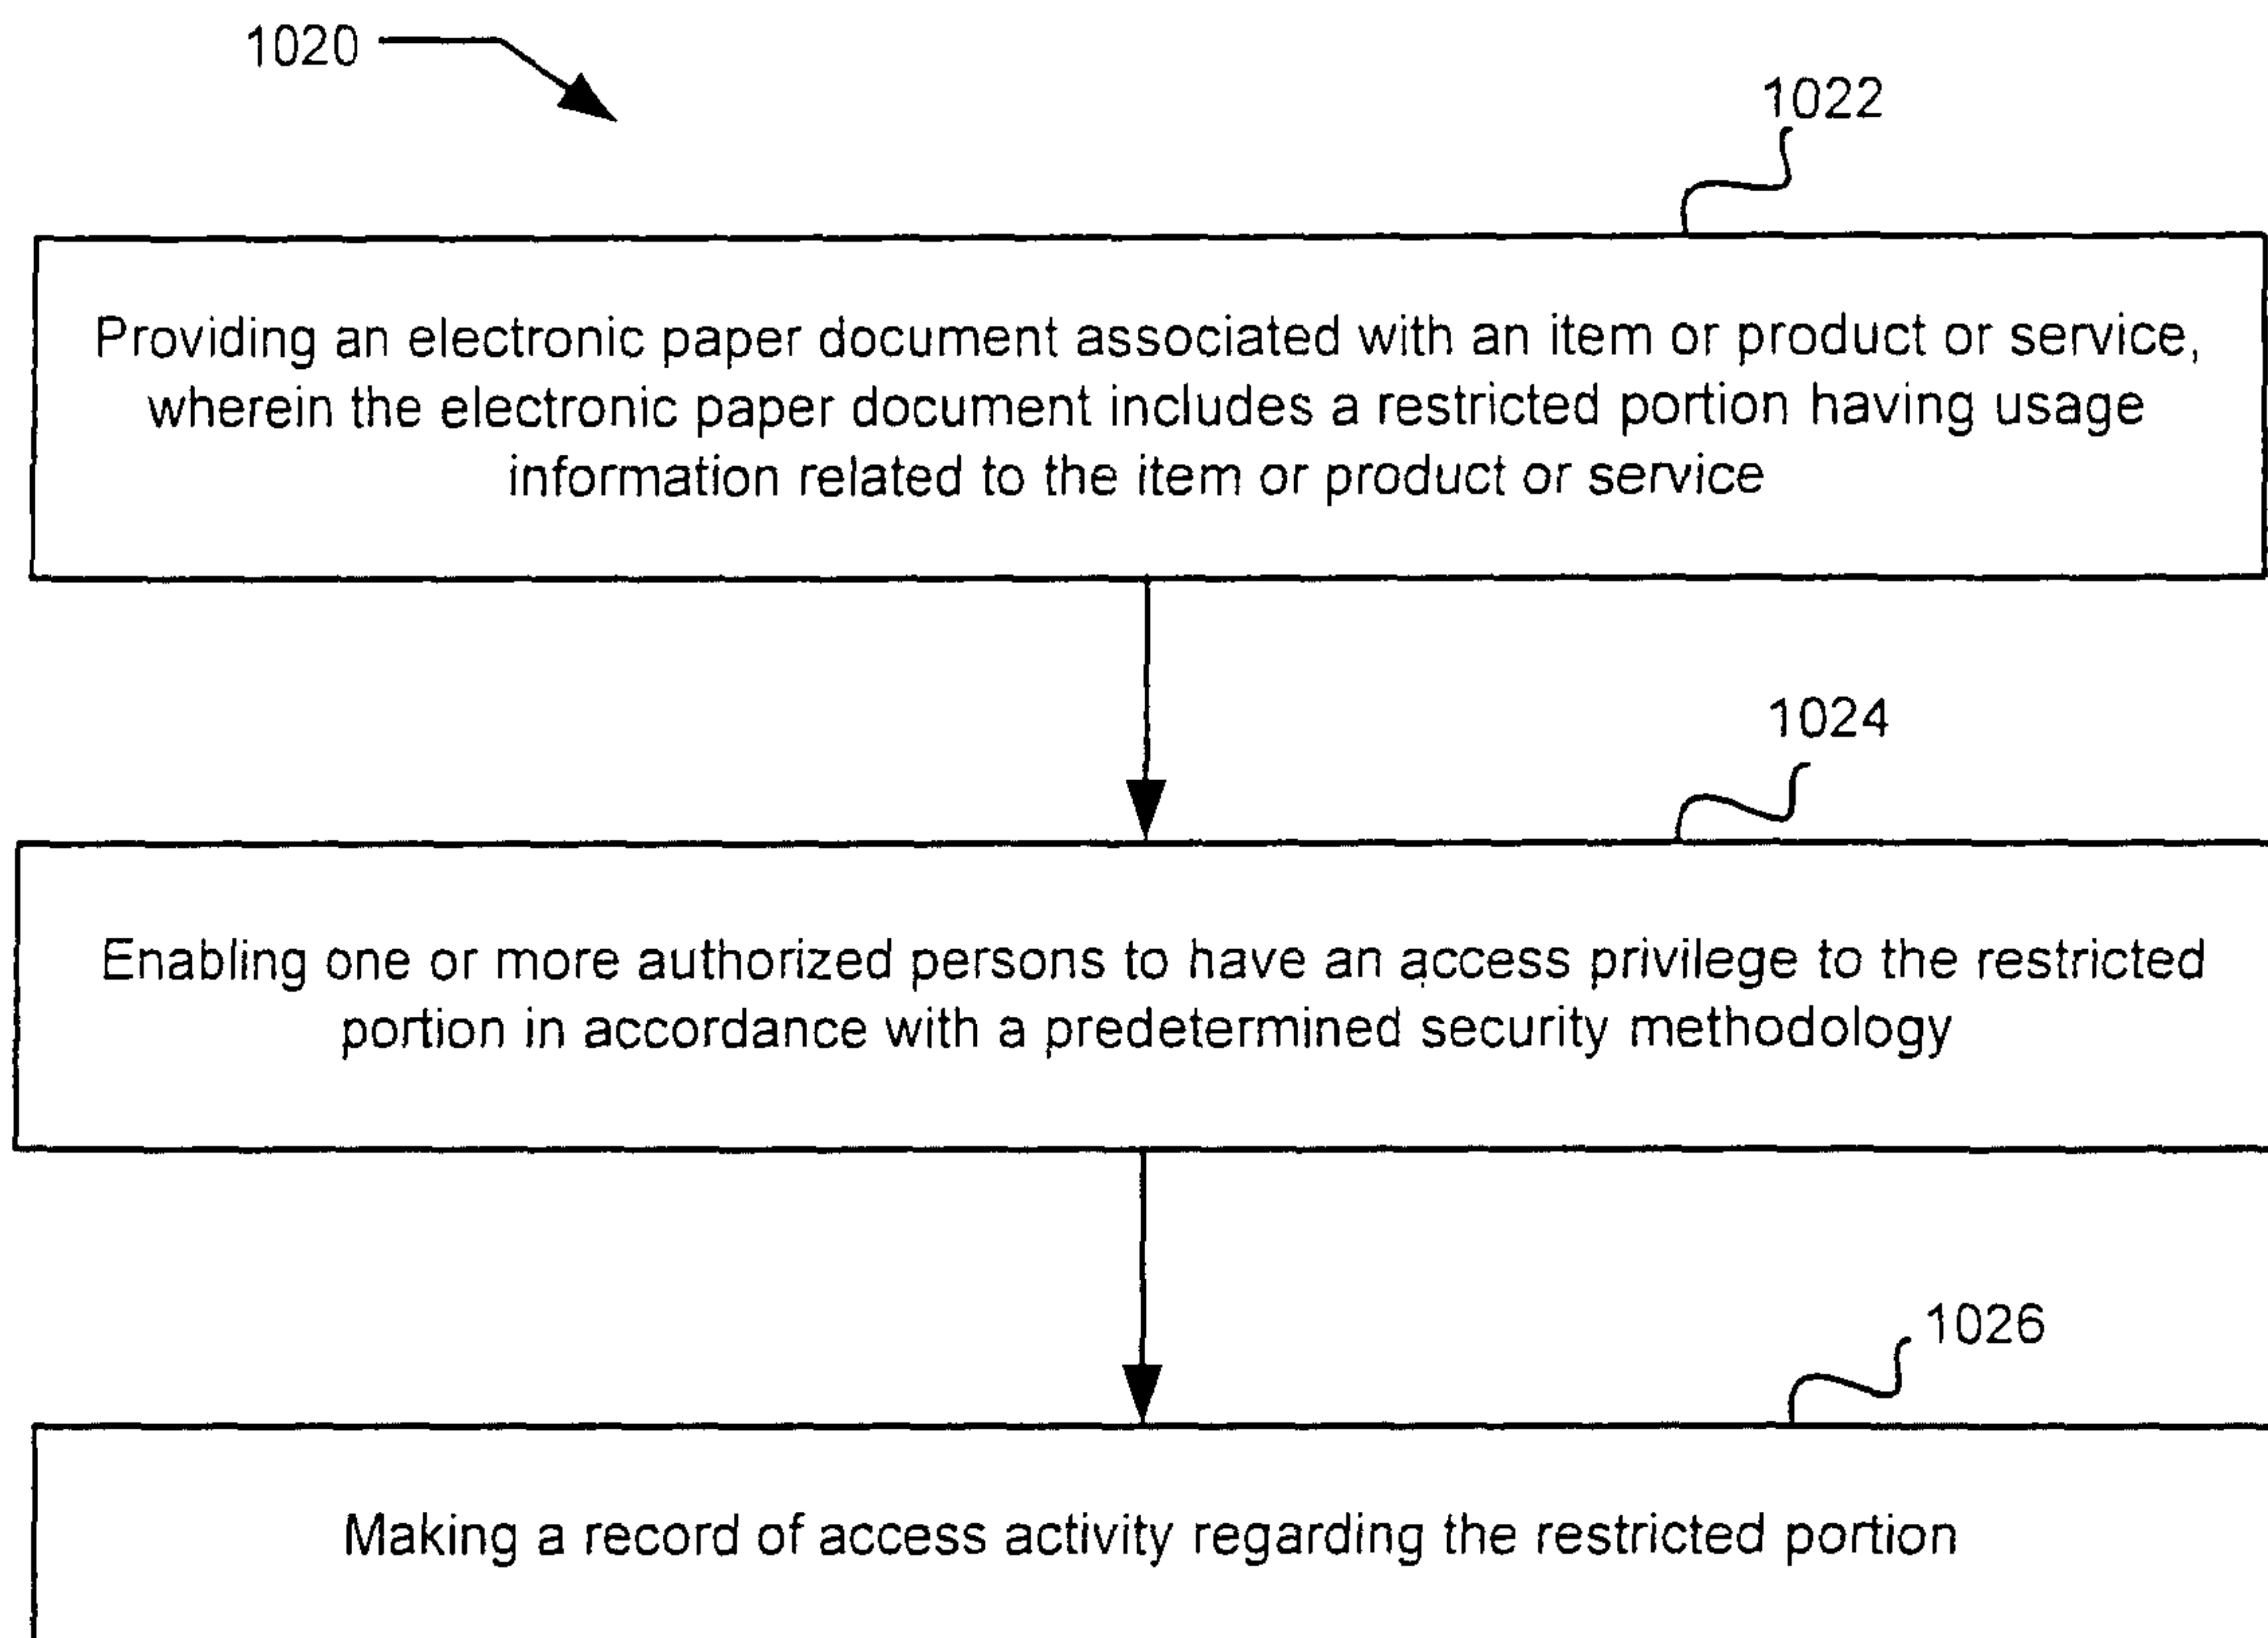 1020
1022
Providing an electronic paper document associated with an item or product or service,
wherein the electronic paper document includes a restricted portion having usage
information related to the item or product or service
1024
Enabling one or more authorized persons to have an access privilege to the restricted
portion in accordance with a predetermined security methodology
1026
Making a record of access activity regarding the restricted portion